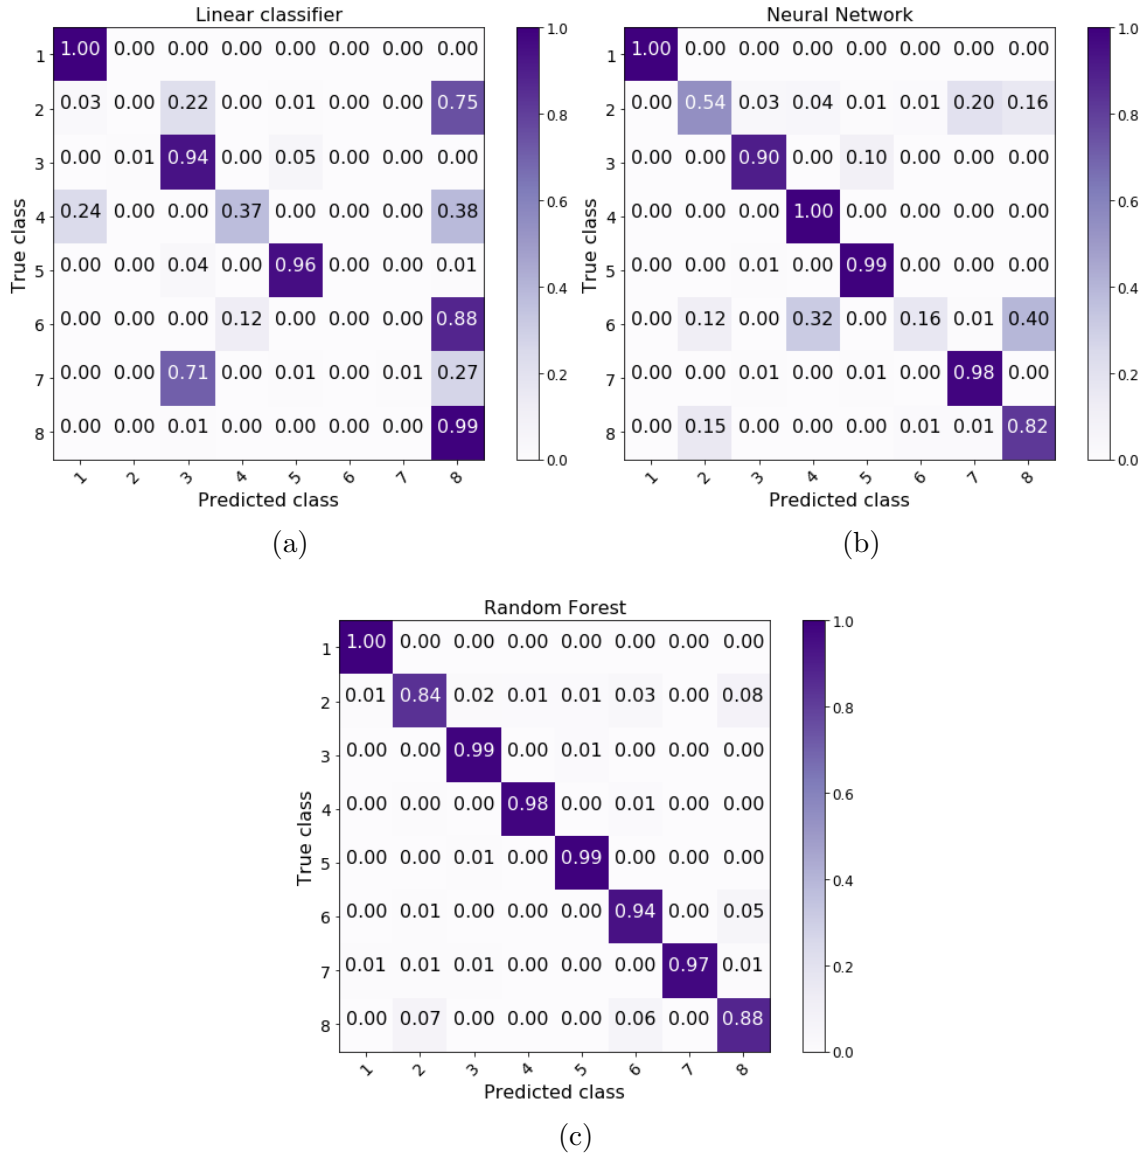 Linear classifier
1 1.00 0.00 0.00 0.00 0.00 0.00 0.00 0.00
2 0.03 0.00 0.22 0.00 0.01 0.00 0.00 0.75
3 0.00 0.01 0.94 0.00 0.05 0.00 0.00 0.00
4 0.24 0.00 0.00 0.37 0.00 0.00 0.00 0.38
5 0.00 0.00 0.04 0.00 0.96 0.00 0.00 0.01
6 0.00 0.00 0.00 0.12 0.00 0.00 0.00 0.88
7 0.00 0.00 0.71 0.00 0.01 0.00 0.01 0.27
8 0.00 0.00 0.01 0.00 0.00 0.00 0.00 0.99
1 2 3 4 5 6 7 8
True class
Predicted class
1.0
0.8
0.6
0.4
0.2
0.0
(a)
Neural Network
1 1.00 0.00 0.00 0.00 0.00 0.00 0.00 0.00
2 0.00 0.54 0.03 0.04 0.01 0.01 0.20 0.16
3 0.00 0.00 0.90 0.00 0.10 0.00 0.00 0.00
4 0.00 0.00 0.00 1.00 0.00 0.00 0.00 0.00
5 0.00 0.00 0.01 0.00 0.99 0.00 0.00 0.00
6 0.00 0.12 0.00 0.32 0.00 0.16 0.01 0.40
7 0.00 0.00 0.01 0.00 0.01 0.00 0.98 0.00
8 0.00 0.15 0.00 0.00 0.00 0.01 0.01 0.82
1 2 3 4 5 6 7 8
True class
Predicted class
1.0
0.8
0.6
0.4
0.2
0.0
(b)
Random Forest
1 1.00 0.00 0.00 0.00 0.00 0.00 0.00 0.00
2 0.01 0.84 0.02 0.01 0.01 0.03 0.00 0.08
3 0.00 0.00 0.99 0.00 0.01 0.00 0.00 0.00
4 0.00 0.00 0.00 0.98 0.00 0.01 0.00 0.00
5 0.00 0.00 0.01 0.00 0.99 0.00 0.00 0.00
6 0.00 0.01 0.00 0.00 0.00 0.94 0.00 0.05
7 0.01 0.01 0.01 0.00 0.00 0.00 0.97 0.01
8 0.00 0.07 0.00 0.00 0.00 0.06 0.00 0.88
1 2 3 4 5 6 7 8
True class
Predicted class
1.0
0.8
0.6
0.4
0.2
0.0
(c)